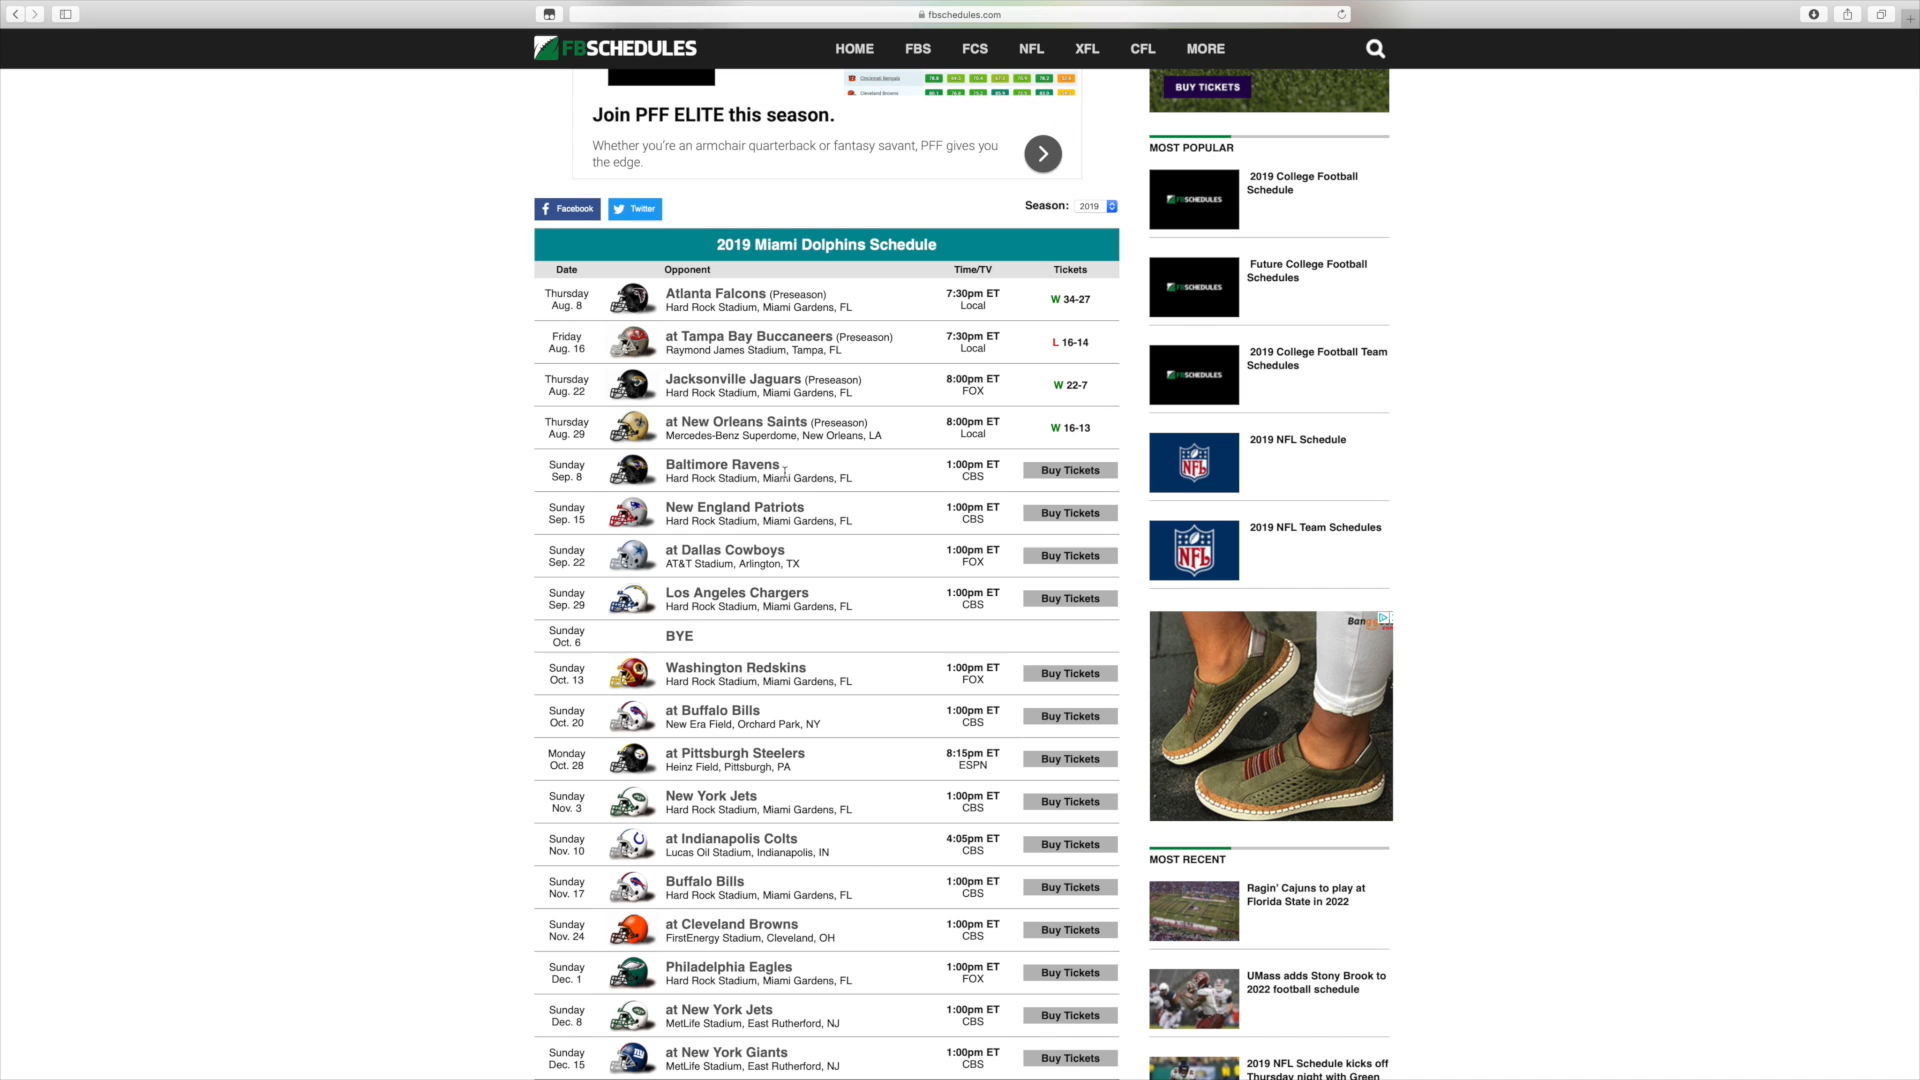 fbschedules.com
FBSCHEDULES
HOME FBS FCS NFL XFL CFL MORE
Cincinnati Bengals
Cleveland Browns
Join PFF ELITE this season.
Whether you're an armchair quarterback or fantasy savant, PFF gives you
the edge.
Facebook
Twitter
Season: 2019
2019 Miami Dolphins Schedule
Date Opponent Time/TV Tickets
Thursday Atlanta Falcons (Preseason) 7:30pm ET W 34-27
Aug. 8 Hard Rock Stadium, Miami Gardens, FL Local
Friday at Tampa Bay Buccaneers (Preseason) 7:30pm ET L 16-14
Aug. 16 Raymond James Stadium, Tampa, FL Local
Thursday Jacksonville Jaguars (Preseason) 8:00pm ET W 22-7
Aug. 22 Hard Rock Stadium, Miami Gardens, FL FOX
Thursday at New Orleans Saints (Preseason) 8:00pm ET W 16-13
Aug. 29 Mercedes-Benz Superdome, New Orleans, LA Local
Sunday Baltimore Ravens 1:00pm ET Buy Tickets
Sep. 8 Hard Rock Stadium, Miami Gardens, FL CBS
Sunday New England Patriots 1:00pm ET Buy Tickets
Sep. 15 Hard Rock Stadium, Miami Gardens, FL CBS
Sunday at Dallas Cowboys 1:00pm ET Buy Tickets
Sep. 22 AT&T Stadium, Arlington, TX FOX
Sunday Los Angeles Chargers 1:00pm ET Buy Tickets
Sep. 29 Hard Rock Stadium, Miami Gardens, FL CBS
Sunday BYE
Oct. 6
Sunday Washington Redskins 1:00pm ET Buy Tickets
Oct. 13 Hard Rock Stadium, Miami Gardens, FL FOX
Sunday at Buffalo Bills 1:00pm ET Buy Tickets
Oct. 20 New Era Field, Orchard Park, NY CBS
Monday at Pittsburgh Steelers 8:15pm ET Buy Tickets
Oct. 28 Heinz Field, Pittsburgh, PA ESPN
Sunday New York Jets 1:00pm ET Buy Tickets
Nov. 3 Hard Rock Stadium, Miami Gardens, FL CBS
Sunday at Indianapolis Colts 4:05pm ET Buy Tickets
Nov. 10 Lucas Oil Stadium, Indianapolis, IN CBS
Sunday Buffalo Bills 1:00pm ET Buy Tickets
Nov. 17 Hard Rock Stadium, Miami Gardens, FL CBS
Sunday at Cleveland Browns 1:00pm ET Buy Tickets
Nov. 24 FirstEnergy Stadium, Cleveland, OH CBS
Sunday Philadelphia Eagles 1:00pm ET Buy Tickets
Dec. 1 Hard Rock Stadium, Miami Gardens, FL FOX
Sunday at New York Jets 1:00pm ET Buy Tickets
Dec. 8 MetLife Stadium, East Rutherford, NJ CBS
Sunday at New York Giants 1:00pm ET Buy Tickets
Dec. 15 MetLife Stadium, East Rutherford, NJ CBS
BUY TICKETS
MOST POPULAR
FBSCHEDULES
2019 College Football
Schedule
FBSCHEDULES
Future College Football
Schedules
FBSCHEDULES
2019 College Football Team
Schedules
NFL
2019 NFL Schedule
NFL
2019 NFL Team Schedules
MOST RECENT
Ragin' Cajuns to play at
Florida State in 2022
UMass adds Stony Brook to
2022 football schedule
2019 NFL Schedule kicks off
Thursday night with Green